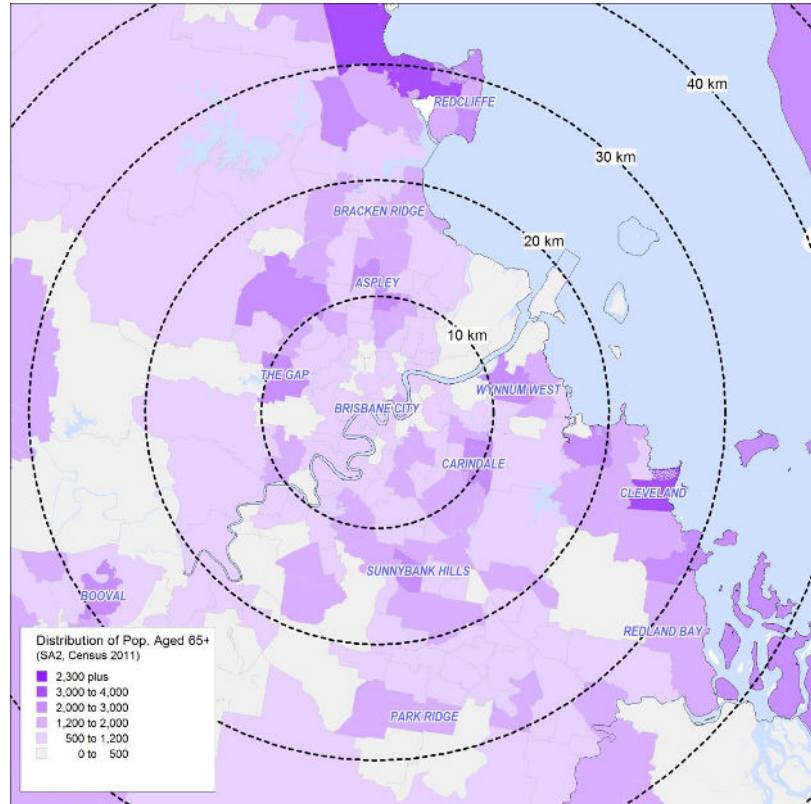 40 km
REDCLIFFE
30 km
BRACKEN RIDGE
20 km
ASPLEY
10 km
THE GAP
WYNNUM WEST
BRISBANE CITY
CARINDALE
CLEVELAND
SUNNYBANK HILLS
BOOVAL
REDLAND BAY
Distribution of Pop. Aged 65+
(SA2, Census 2011)
2,300 plus
3,000 to 4,000
2,000 to 3,000
1,200 to 2,000
500 to 1,200
0 to 500
PARK RIDGE